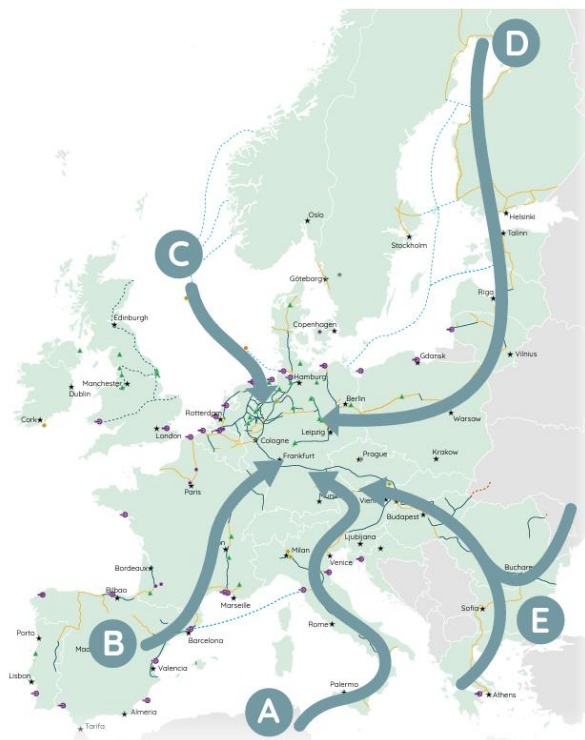 D
Oslo
Helsinki
Talinn
Stockholm
C
Göteborg
Riga
Edinburgh
Copenhagen
Vilnius
Gdansk
Manchester
Dublin
Hamburg
Berlin
Cork
Rotterdam
Warsaw
London
Leipzig
Cologne
Frankfurt
Prague
Krakow
Paris
Budapest
Ljubljana
Milan
Venice
Bordeaux
Bilbao
Marseille
Sofia
E
Porto
B
Rome
Barcelona
Valencia
Lisbon
Palermo
Athens
A
Almeria
Tarifa